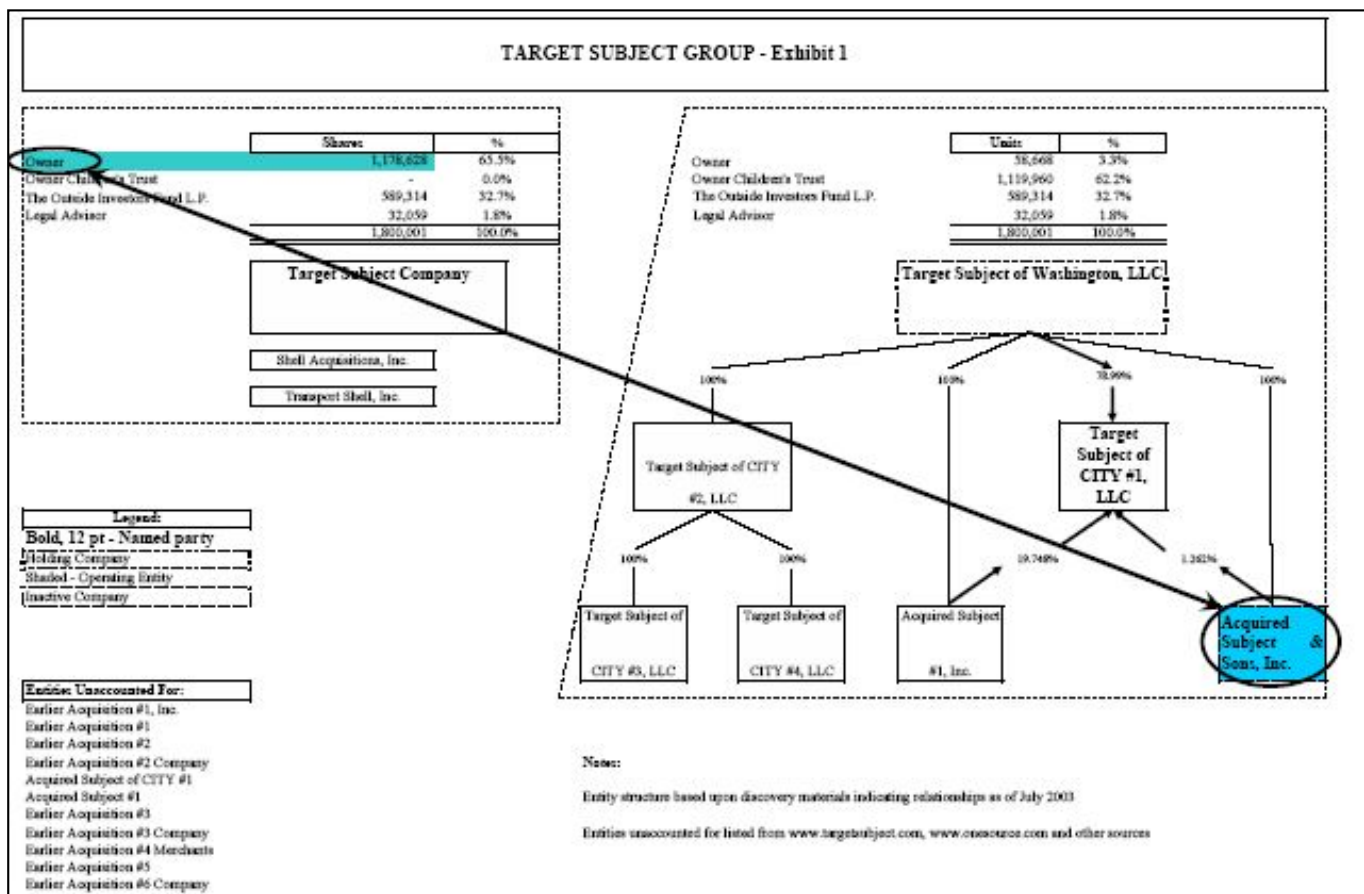 TARGET SUBJECT GROUP - Exhibit 1
Shares %
Owner 1,178,628 65.5%
Owner Children's Trust - 0.0%
The Outside Investors Fund L.P. 589,314 32.7%
Legal Advisor 32,059 1.8%
1,800,001 100.0%
Target Subject Company
Shell Acquisitions, Inc.
Transport Shell, Inc.
Units %
Owner 58,668 3.3%
Owner Children's Trust 1,119,960 62.2%
The Outside Investors Fund L.P. 589,314 32.7%
Legal Advisor 32,059 1.8%
1,800,001 100.0%
Target Subject of Washington, LLC
100% 100% 78.99% 100%
Target Subject of CITY
#2, LLC
Target
Subject of
CITY #1,
LLC
100% 100% 19.748% 1.262%
Target Subject of
CITY #3, LLC
Target Subject of
CITY #4, LLC
Acquired Subject
#1, Inc.
Acquired
Subject &
Sons, Inc.
Legend:
Bold, 12 pt - Named party
Holding Company
Shaded - Operating Entity
Inactive Company
Entities Unaccounted For:
Earlier Acquisition #1, Inc.
Earlier Acquisition #1
Earlier Acquisition #2
Earlier Acquisition #2 Company
Acquired Subject of CITY #1
Acquired Subject #1
Earlier Acquisition #3
Earlier Acquisition #3 Company
Earlier Acquisition #4 Merchants
Earlier Acquisition #5
Earlier Acquisition #6 Company
Notes:
Entity structure based upon discovery materials indicating relationships as of July 2003
Entities unaccounted for listed from www.targetsubject.com, www.onesource.com and other sources